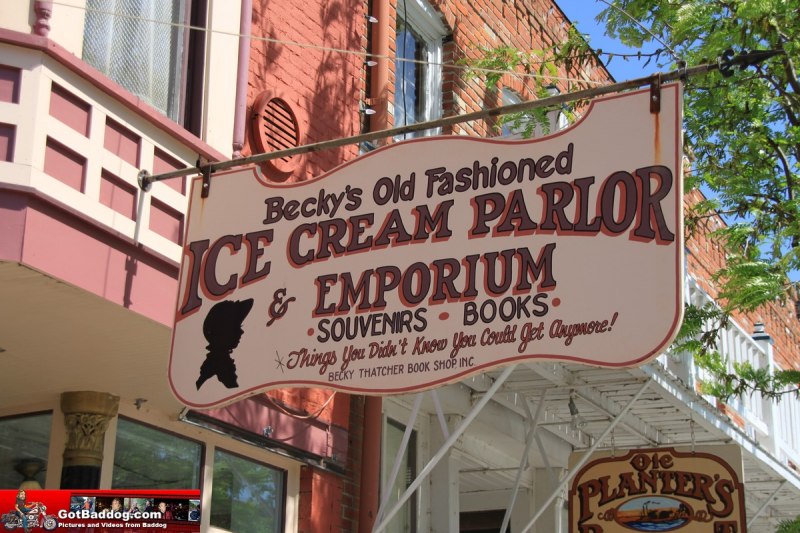 Becky's Old Fashioned
ICE CREAM PARLOR
& EMPORIUM
·SOUVENIRS · BOOKS·
*Things You Didn't Know You Could Get Anymore!
BECKY THATCHER BOOK SHOP INC.
Ole
PLANTER'S
GotBaddog.com
Pictures and Videos from Baddog